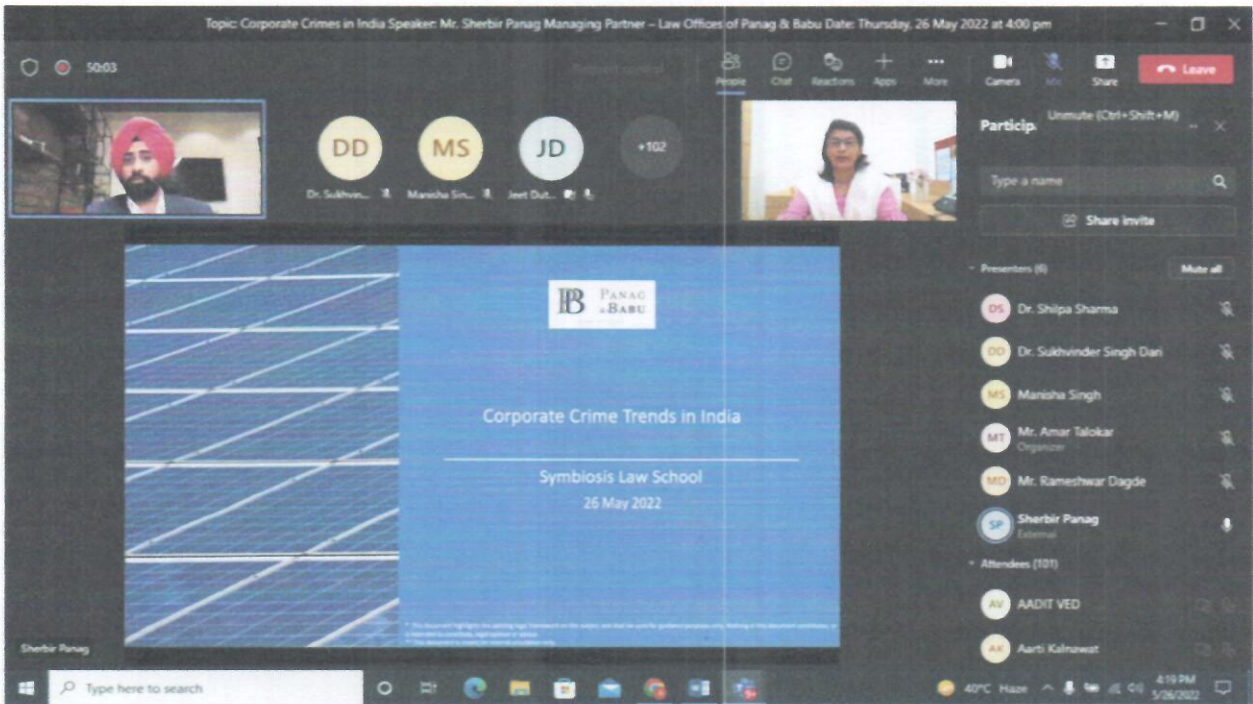 Topic: Corporate Crimes in India Speaker: Mr. Sherbir Panag Managing Partner – Law Offices of Panag & Babu Date: Thursday, 26 May 2022 at 4:00 pm
50:03
Request control
People Chat Reactions Apps More Camera Mic Share Leave
Unmute (Ctrl+Shift+M)
Particip
DD MS JD +102
Dr. Sukhvin... Manisha Sin... Jeet Dut...
Type a name
Share invite
Presenters (6) Mute all
DS Dr. Shilpa Sharma
DD Dr. Sukhvinder Singh Dari
MS Manisha Singh
MT Mr. Amar Talokar
Organizer
MD Mr. Rameshwar Dagde
SP Sherbir Panag
External
Attendees (101)
AV AADIT VED
AK Aarti Kalnawat
PB PANAG
& BABU
Corporate Crime Trends in India
Symbiosis Law School
26 May 2022
Sherbir Panag
Type here to search
40°C Haze
4:19 PM
5/26/2022